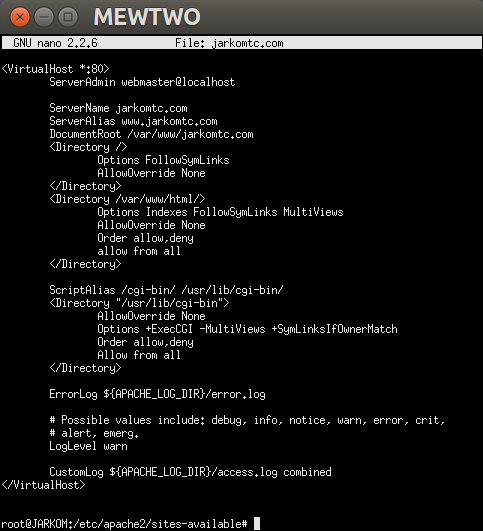 MEWTWO
GNU nano 2.2.6 File: jarkomtc.com
<VirtualHost *:80>
ServerAdmin webmaster@localhost
ServerName jarkomtc.com
ServerAlias www.jarkomtc.com
DocumentRoot /var/www/jarkomtc.com
<Directory />
Options FollowSymLinks
AllowOverride None
</Directory>
<Directory /var/www/html/>
Options Indexes FollowSymLinks MultiViews
AllowOverride None
Order allow,deny
allow from all
</Directory>
ScriptAlias /cgi-bin/ /usr/lib/cgi-bin/
<Directory "/usr/lib/cgi-bin">
AllowOverride None
Options +ExecCGI -MultiViews +SymLinksIfOwnerMatch
Order allow,deny
Allow from all
</Directory>
ErrorLog ${APACHE_LOG_DIR}/error.log
# Possible values include: debug, info, notice, warn, error, crit,
# alert, emerg.
LogLevel warn
CustomLog ${APACHE_LOG_DIR}/access.log combined
</VirtualHost>
root@JARKOM:/etc/apache2/sites-available#